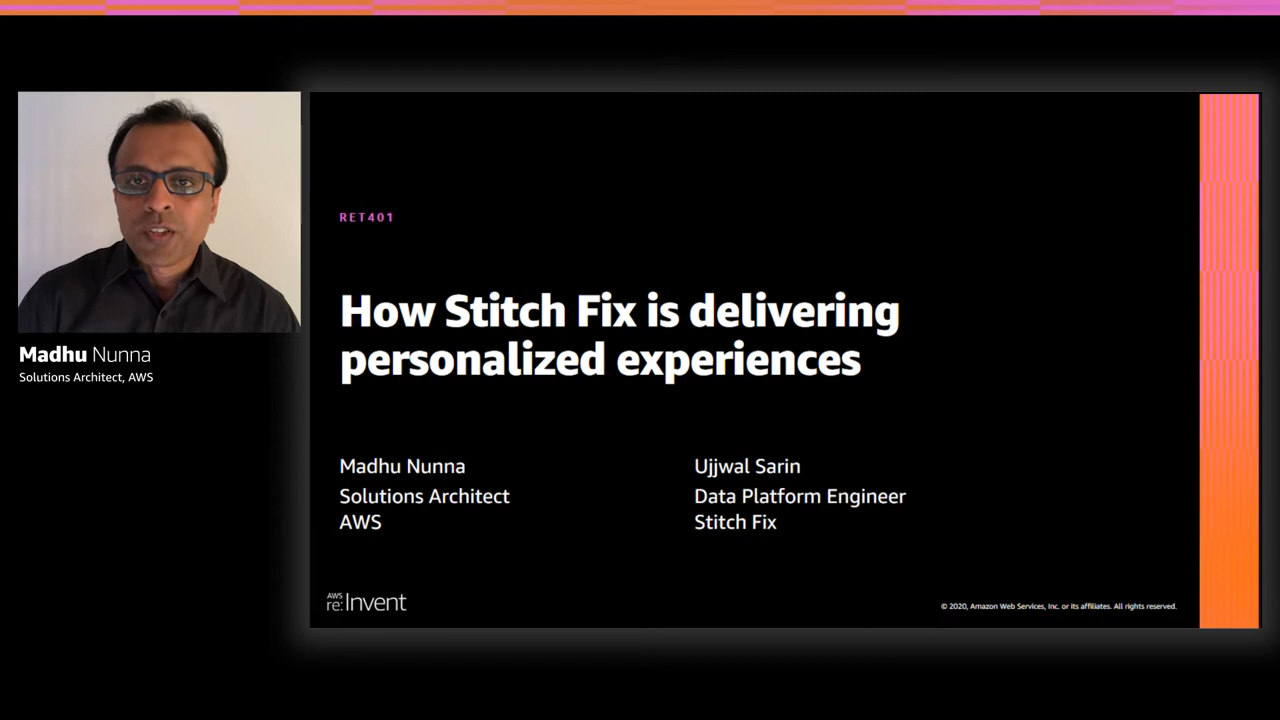 Madhu Nunna
Solutions Architect, AWS
RET401
How Stitch Fix is delivering
personalized experiences
Madhu Nunna
Solutions Architect
AWS
Ujjwal Sarin
Data Platform Engineer
Stitch Fix
AWS
re:Invent
© 2020, Amazon Web Services, Inc. or its affiliates. All rights reserved.